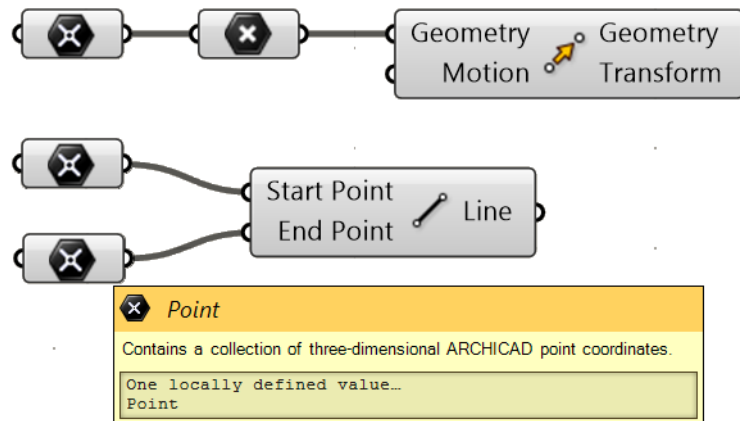 Geometry Geometry
Motion Transform
Start Point
Line
End Point
Point
Contains a collection of three-dimensional ARCHICAD point coordinates.
One locally defined value…
Point